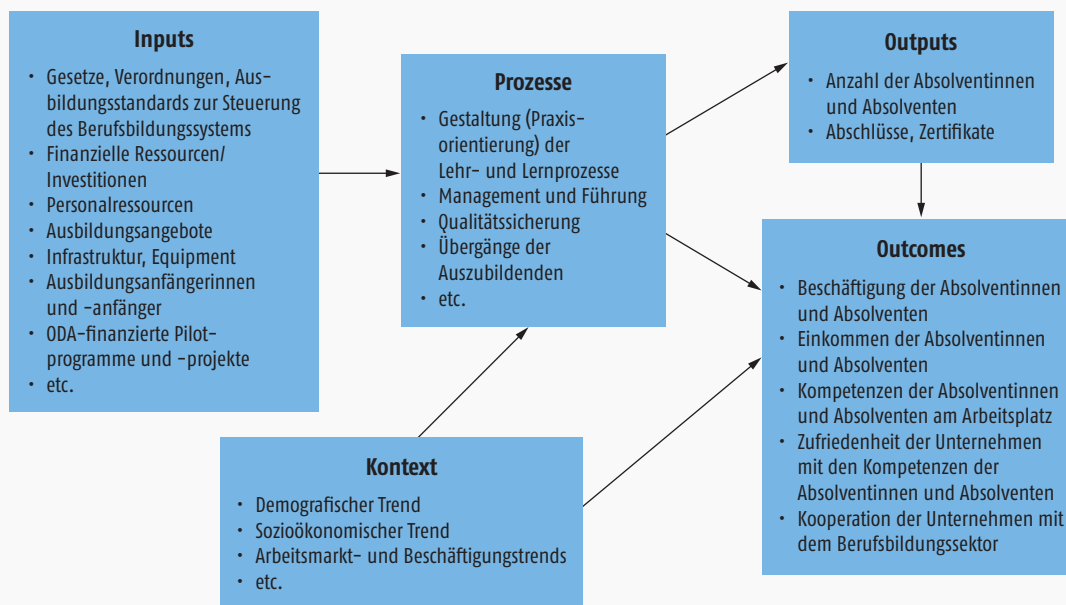 Inputs
• Gesetze, Verordnungen, Aus-
bildungsstandards zur Steuerung
des Berufsbildungssystems
• Finanzielle Ressourcen/
Investitionen
• Personalressourcen
• Ausbildungsangebote
• Infrastruktur, Equipment
• Ausbildungsanfängerinnen
und -anfänger
• ODA-finanzierte Pilot-
programme und -projekte
• etc.
Prozesse
• Gestaltung (Praxis-
orientierung) der
Lehr- und Lernprozesse
• Management und Führung
• Qualitätssicherung
• Übergänge der
Auszubildenden
• etc.
Outputs
• Anzahl der Absolventinnen
und Absolventen
• Abschlüsse, Zertifikate
Outcomes
• Beschäftigung der Absolventinnen
und Absolventen
• Einkommen der Absolventinnen
und Absolventen
• Kompetenzen der Absolventinnen
und Absolventen am Arbeitsplatz
• Zufriedenheit der Unternehmen
mit den Kompetenzen der
Absolventinnen und Absolventen
• Kooperation der Unternehmen mit
dem Berufsbildungssektor
Kontext
• Demografischer Trend
• Sozioökonomischer Trend
• Arbeitsmarkt- und Beschäftigungstrends
• etc.